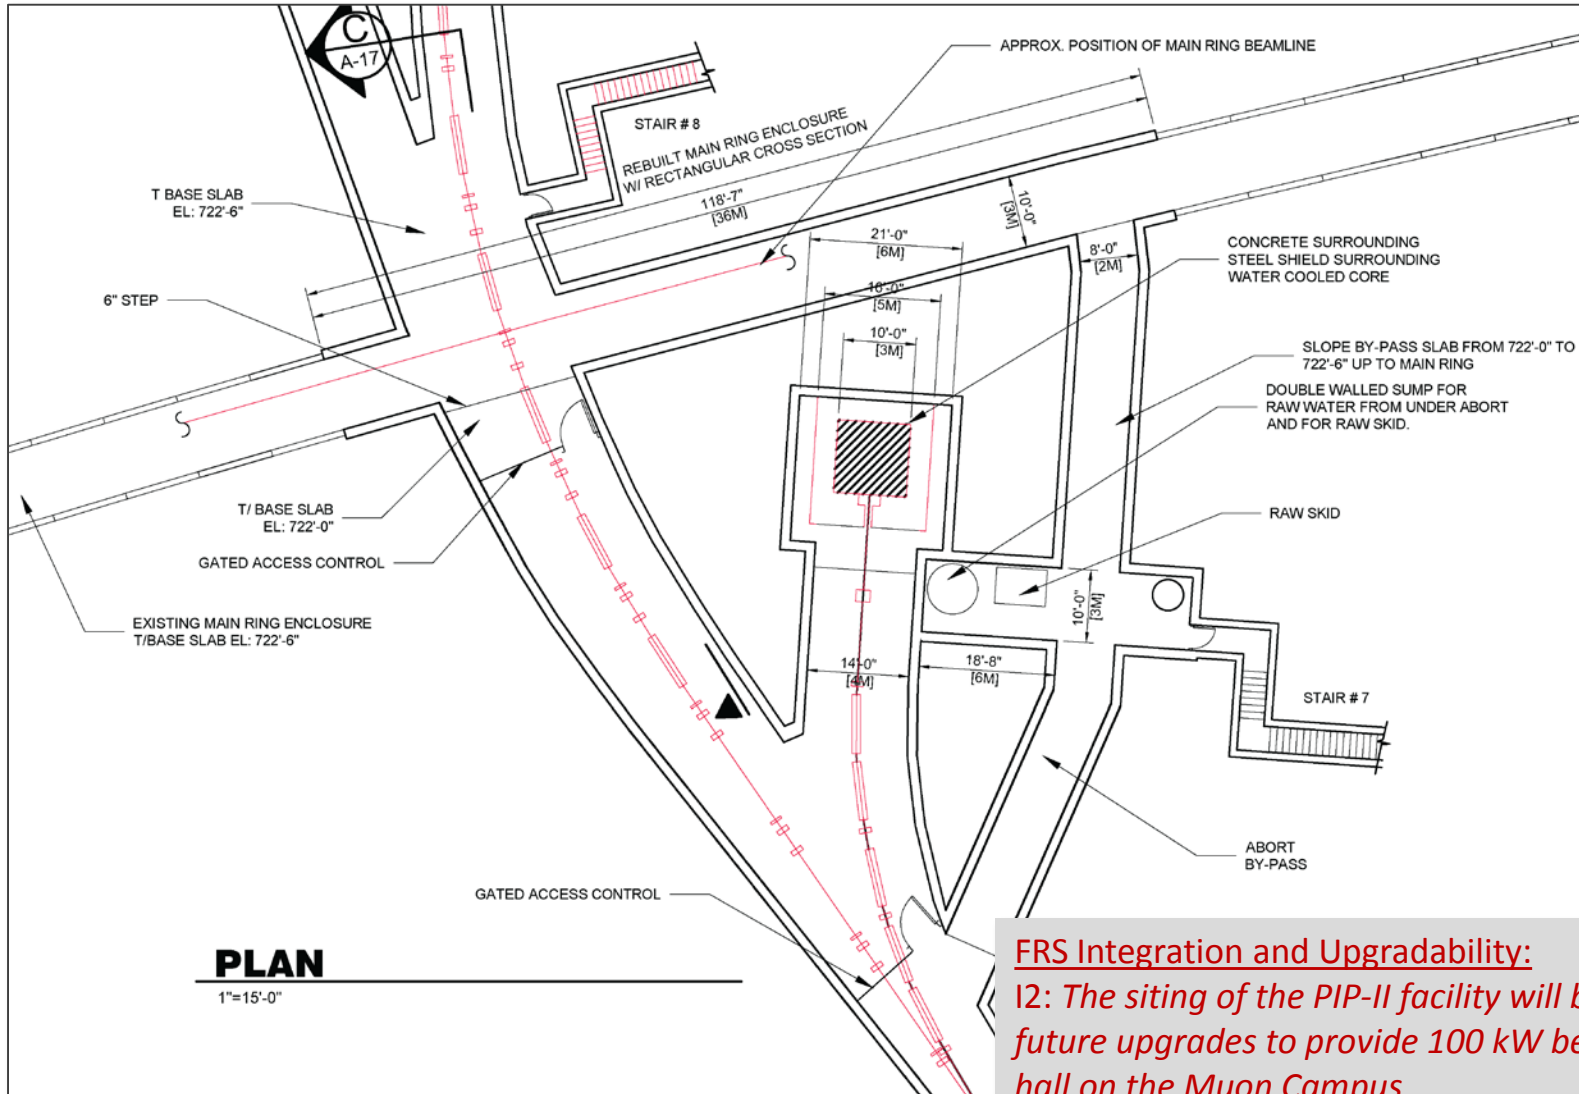 C
A-17
APPROX. POSITION OF MAIN RING BEAMLINE
STAIR # 8
REBUILT MAIN RING ENCLOSURE
W/ RECTANGULAR CROSS SECTION
118'-7"
[36M]
T BASE SLAB
EL: 722'-6"
10'-0"
[3M]
21'-0"
[6M]
8'-0"
[2M]
CONCRETE SURROUNDING
STEEL SHIELD SURROUNDING
WATER COOLED CORE
6" STEP
16'-0"
[5M]
10'-0"
[3M]
SLOPE BY-PASS SLAB FROM 722'-0" TO
722'-6" UP TO MAIN RING
DOUBLE WALLED SUMP FOR
RAW WATER FROM UNDER ABORT
AND FOR RAW SKID.
T/ BASE SLAB
EL: 722'-0"
RAW SKID
GATED ACCESS CONTROL
10'-0"
[3M]
EXISTING MAIN RING ENCLOSURE
T/BASE SLAB EL: 722'-6"
14'-0"
[4M]
18'-8"
[6M]
STAIR # 7
ABORT
BY-PASS
GATED ACCESS CONTROL
PLAN
1"=15'-0"
FRS Integration and Upgradability:
I2: The siting of the PIP-II facility will b
future upgrades to provide 100 kW be
hall on the Muon Campus